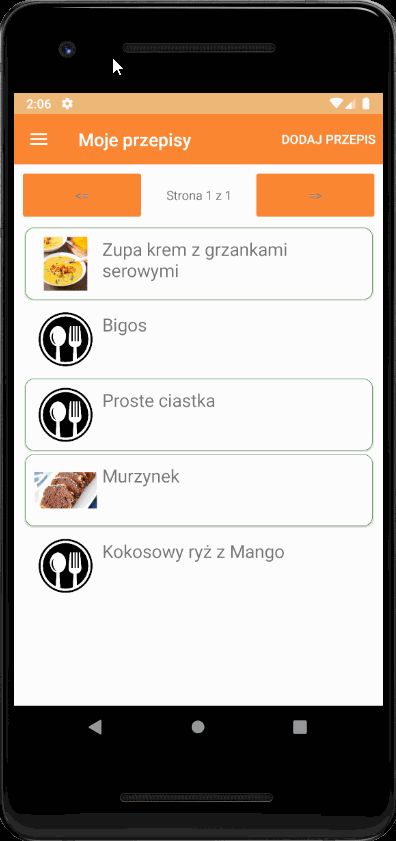 2:06
Moje przepisy
DODAJ PRZEPIS
<=
Strona 1 z 1
=>
Zupa krem z grzankami
serowymi
Bigos
Proste ciastka
Murzynek
Kokosowy ryż z Mango